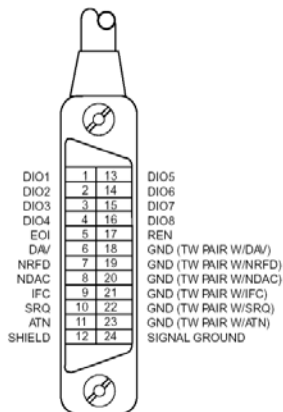 DIO1 1 13 DIO5
DIO2 2 14 DIO6
DIO3 3 15 DIO7
DIO4 4 16 DIO8
EOI 5 17 REN
DAV 6 18 GND (TW PAIR W/DAV)
NRFD 7 19 GND (TW PAIR W/NRFD)
NDAC 8 20 GND (TW PAIR W/NDAC)
IFC 9 21 GND (TW PAIR W/IFC)
SRQ 10 22 GND (TW PAIR W/SRQ)
ATN 11 23 GND (TW PAIR W/ATN)
SHIELD 12 24 SIGNAL GROUND